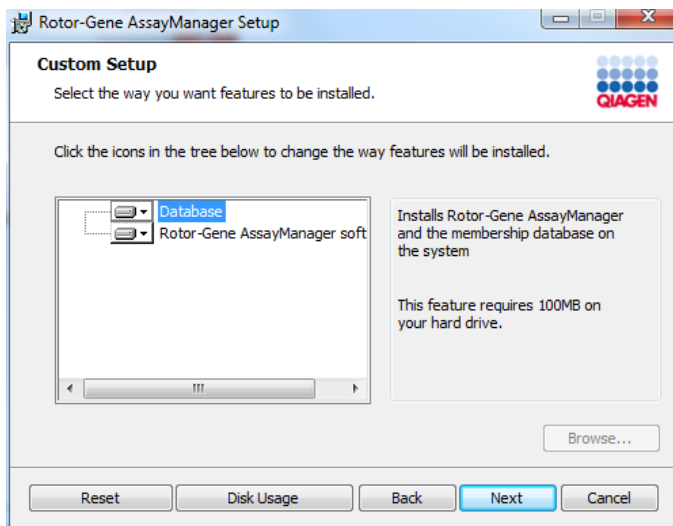 Rotor-Gene AssayManager Setup
Custom Setup
Select the way you want features to be installed.
QIAGEN
Click the icons in the tree below to change the way features will be installed.
Database
Rotor-Gene AssayManager soft
Installs Rotor-Gene AssayManager
and the membership database on
the system
This feature requires 100MB on
your hard drive.
Browse...
Reset Disk Usage Back Next Cancel